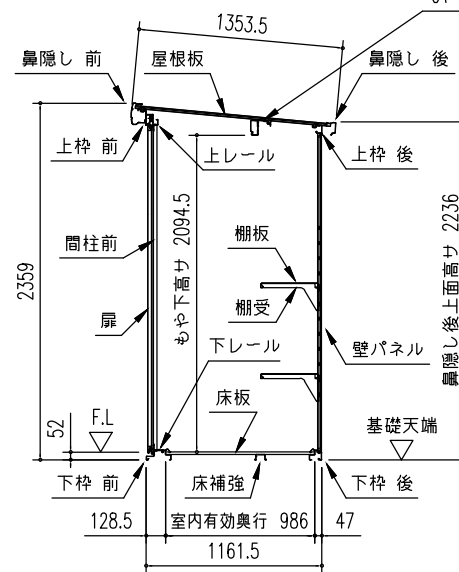 1353.5
鼻隠し 前
屋根板
鼻隠し 後
上枠 前
上レール
上枠 後
間柱前
もや下高サ 2094.5
棚板
鼻隠し後上面高サ 2236
2359
扉
棚受
壁パネル
下レール
52
F.L
床板
基礎天端
下枠 前
床補強
下枠 後
128.5
室内有効奥行 986
47
1161.5